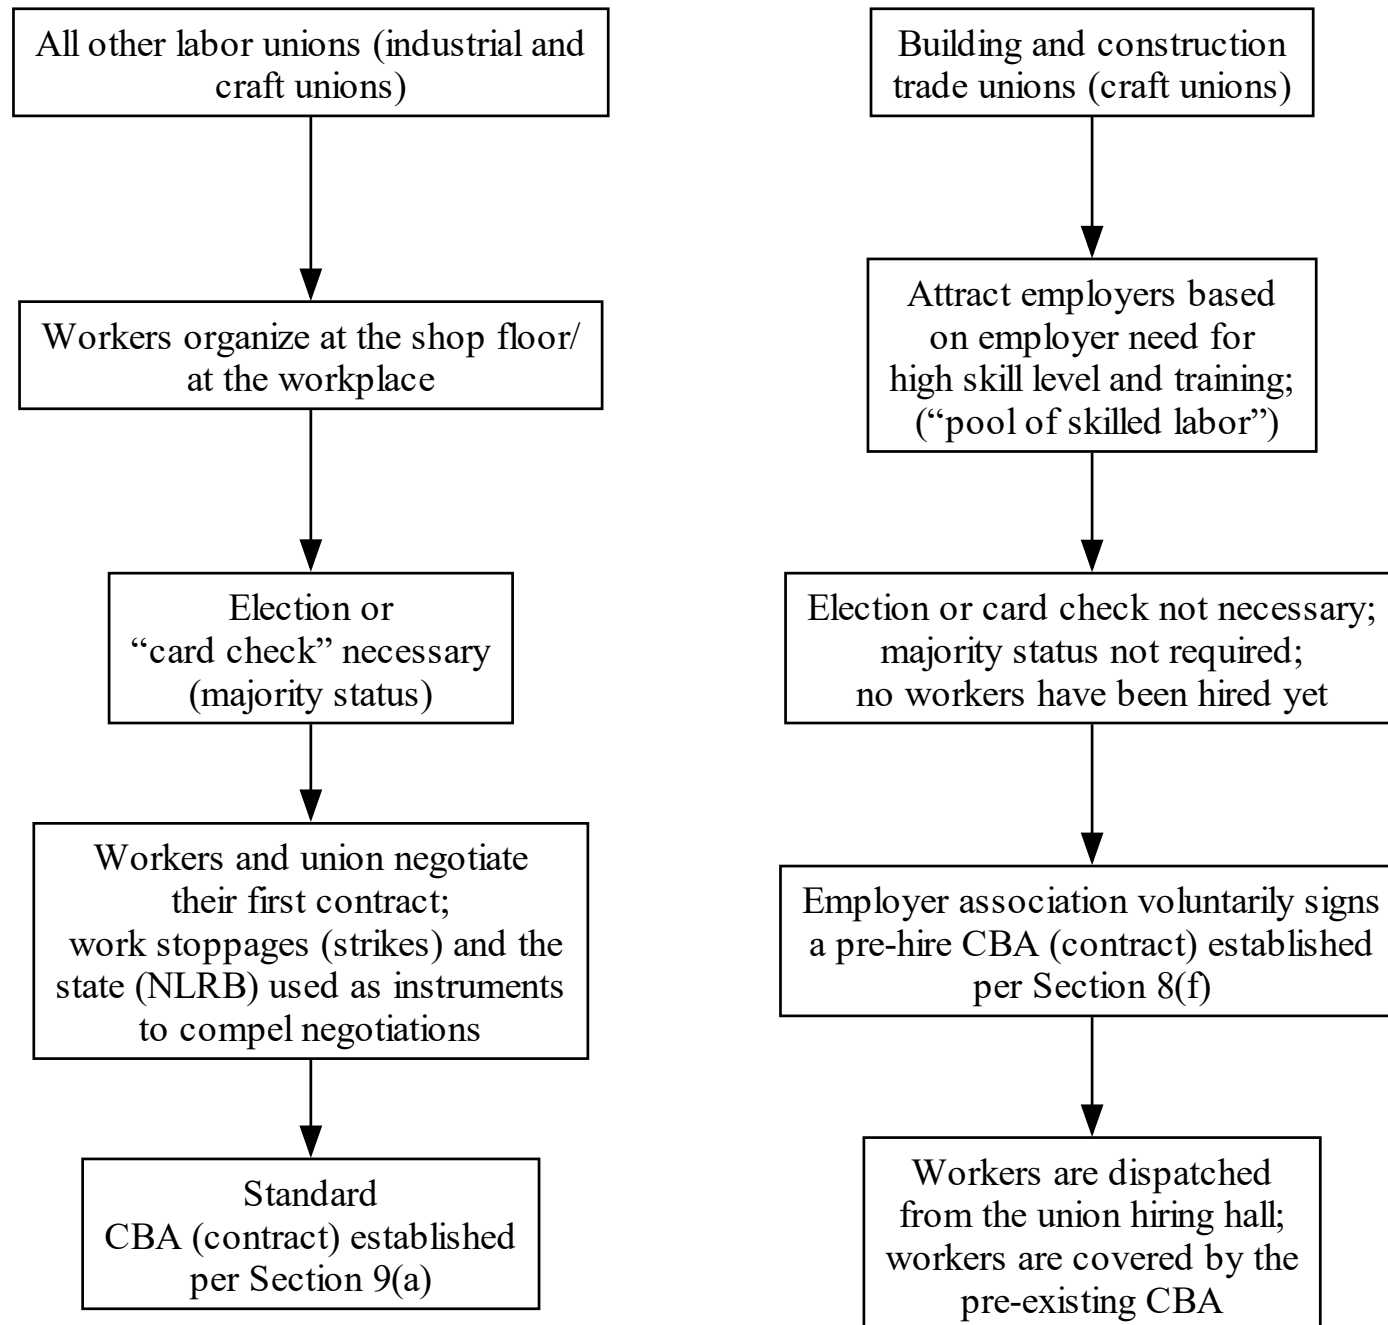 All other labor unions (industrial and
craft unions)
Workers organize at the shop floor/
at the workplace
Election or
“card check” necessary
(majority status)
Workers and union negotiate
their first contract;
work stoppages (strikes) and the
state (NLRB) used as instruments
to compel negotiations
Standard
CBA (contract) established
per Section 9(a)
Building and construction
trade unions (craft unions)
Attract employers based
on employer need for
high skill level and training;
(“pool of skilled labor”)
Election or card check not necessary;
majority status not required;
no workers have been hired yet
Employer association voluntarily signs
a pre-hire CBA (contract) established
per Section 8(f)
Workers are dispatched
from the union hiring hall;
workers are covered by the
pre-existing CBA